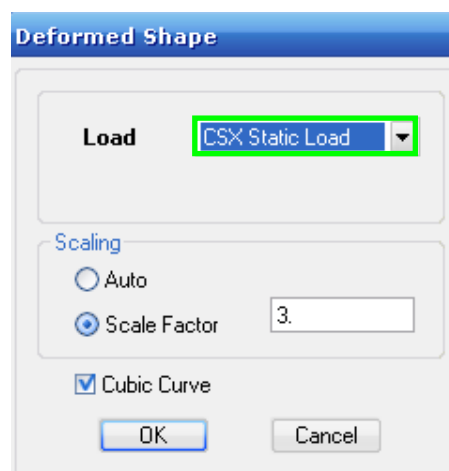 Deformed Shape
Load CSX Static Load
Scaling
Auto
Scale Factor 3.
Cubic Curve
OK Cancel